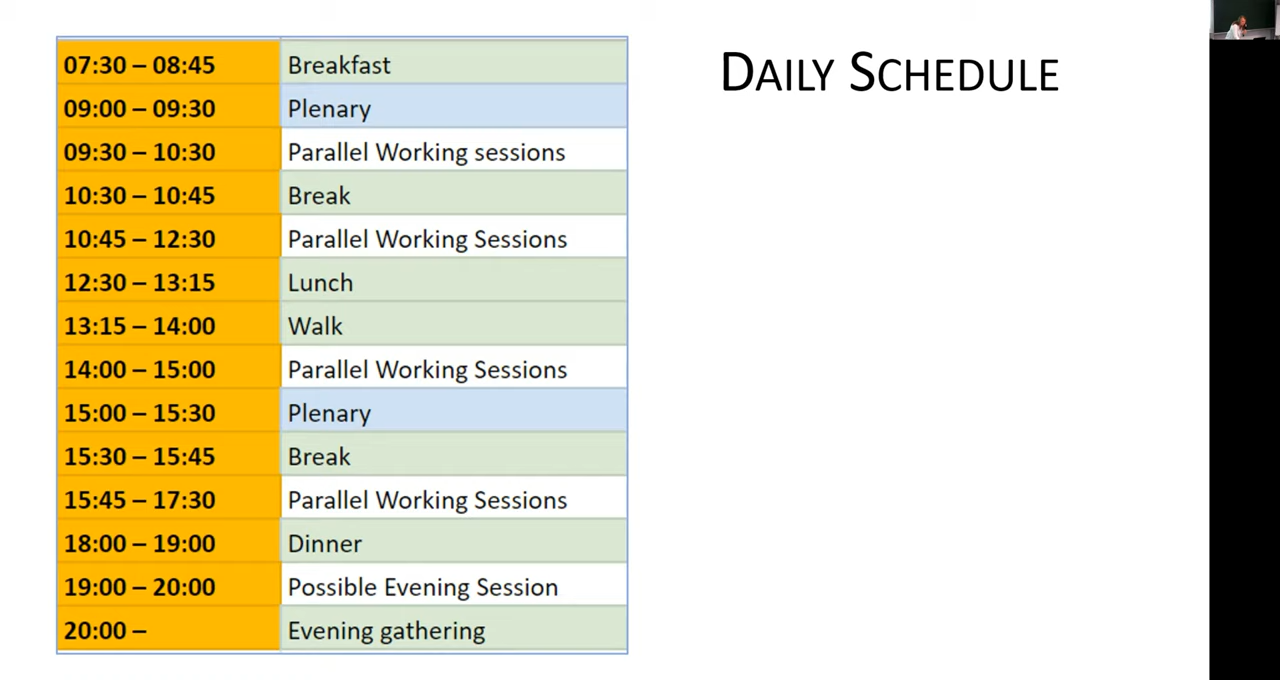 DAILY SCHEDULE
07:30 – 08:45 Breakfast
09:00 – 09:30 Plenary
09:30 – 10:30 Parallel Working sessions
10:30 – 10:45 Break
10:45 – 12:30 Parallel Working Sessions
12:30 – 13:15 Lunch
13:15 – 14:00 Walk
14:00 – 15:00 Parallel Working Sessions
15:00 – 15:30 Plenary
15:30 – 15:45 Break
15:45 – 17:30 Parallel Working Sessions
18:00 – 19:00 Dinner
19:00 – 20:00 Possible Evening Session
20:00 – Evening gathering